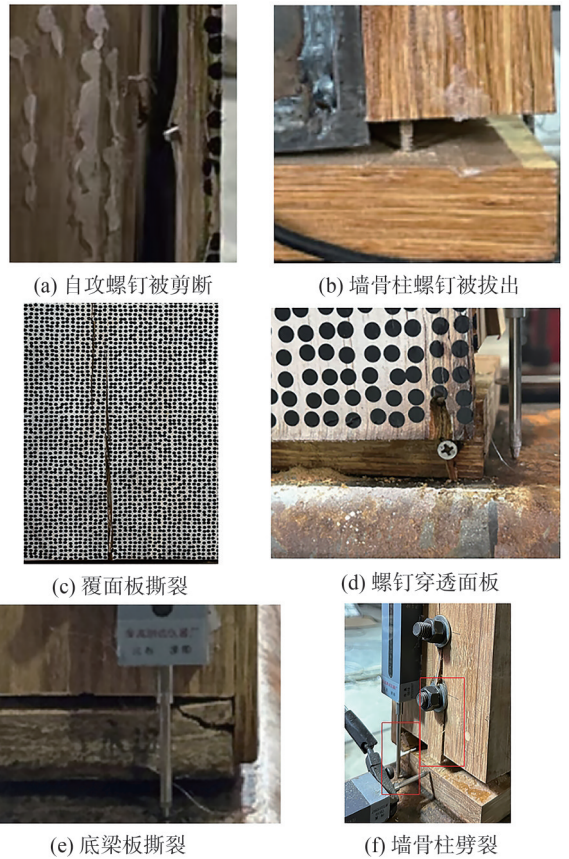 (a) 自攻螺钉被剪断
(b) 墙骨柱螺钉被拔出
(c) 覆面板撕裂
(d) 螺钉穿透面板
(e) 底梁板撕裂
(f) 墙骨柱劈裂